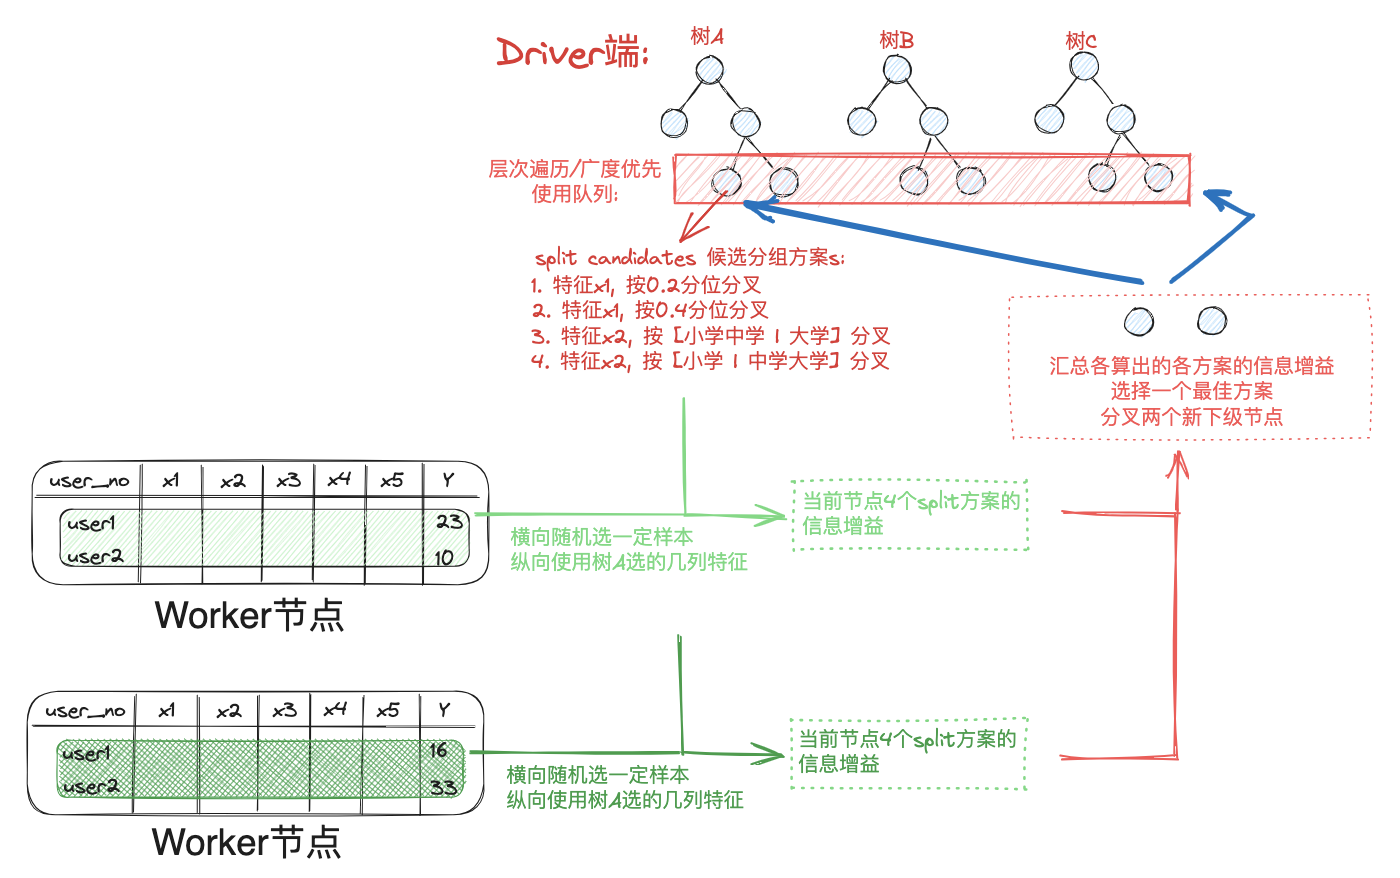 Driver端:
树A
树B
树C
层次遍历/广度优先
使用队列:
split candidates 候选分组方案s:
1. 特征x1, 按0.2分位分叉
2. 特征x1, 按0.4分位分叉
3. 特征x2, 按 [小学中学 | 大学] 分叉
4. 特征x2, 按 [小学 | 中学大学] 分叉
汇总各算出的各方案的信息增益
选择一个最佳方案
分叉两个新下级节点
user_no x1 x2 x3 x4 x5 Y
user1 23
user2 10
Worker节点
横向随机选一定样本
纵向使用树A选的几列特征
当前节点4个split方案的
信息增益
user_no x1 x2 x3 x4 x5 Y
user1 16
user2 33
Worker节点
横向随机选一定样本
纵向使用树A选的几列特征
当前节点4个split方案的
信息增益